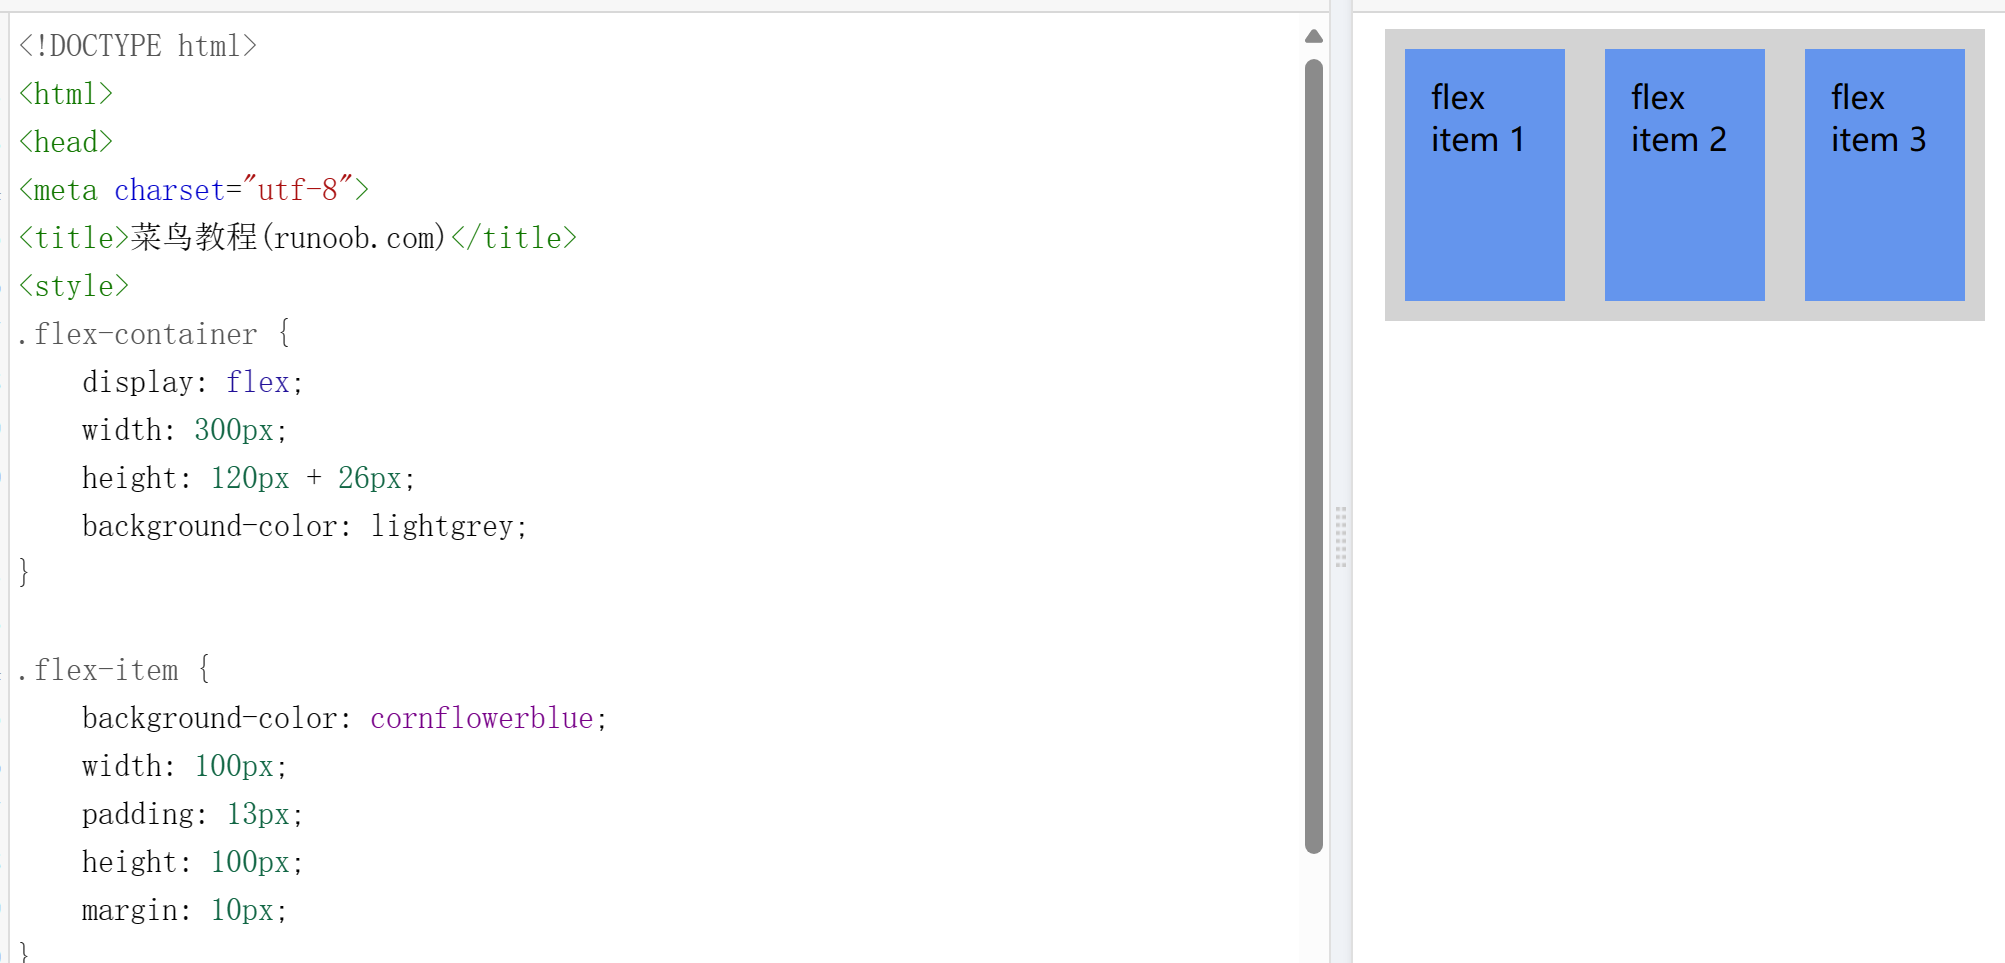 <!DOCTYPE html>
<html>
<head>
<meta charset="utf-8">
<title>菜鸟教程(runoob.com)</title>
<style>
.flex-container {
    display: flex;
    width: 300px;
    height: 120px + 26px;
    background-color: lightgrey;
}

.flex-item {
    background-color: cornflowerblue;
    width: 100px;
    padding: 13px;
    height: 100px;
    margin: 10px;
}
flex
item 1
flex
item 2
flex
item 3